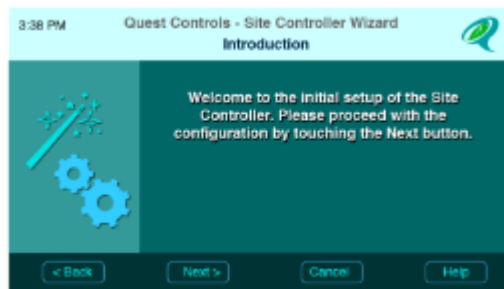 3:38 PM
Quest Controls - Site Controller Wizard
Introduction
Welcome to the initial setup of the Site
Controller. Please proceed with the
configuration by touching the Next button.
< Back
Next >
Cancel
Help